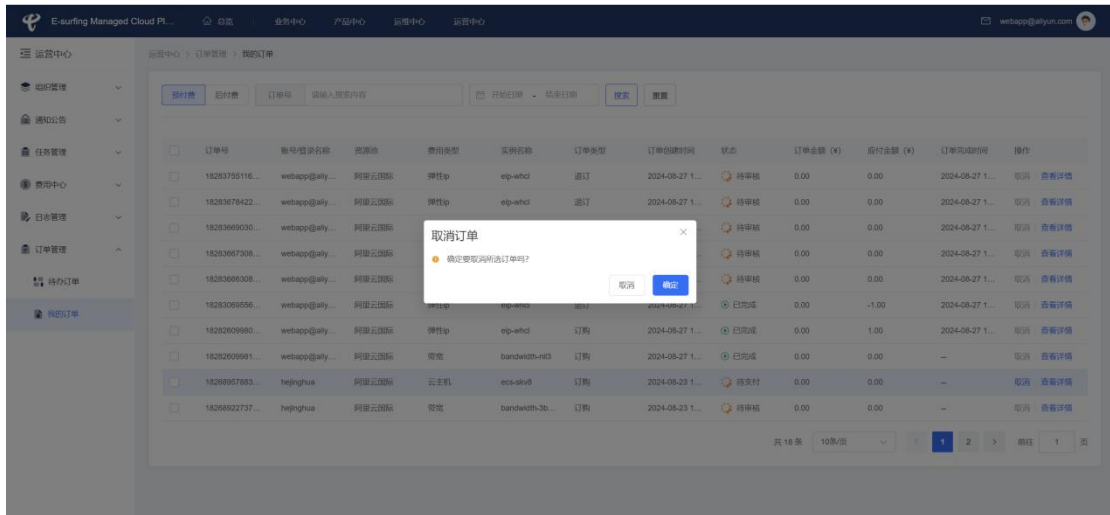 E-surfing Managed Cloud Pl... 总览 业务中心 产品中心 运维中心 运营中心 webapp@aliyun.com
运营中心 运营中心 > 订单管理 > 我的订单
组织管理
通知公告
任务管理
费用中心
日志管理
订单管理
待办订单
我的订单
预付费 后付费 订单号 请输入搜索内容 开始日期 - 结束日期 搜索 重置
订单号 账号/登录名称 资源池 费用类型 实例名称 订单类型 订单创建时间 状态 订单金额 (¥) 应付金额 (¥) 订单完成时间 操作
18283755116... webapp@aliy... 阿里云国际 弹性ip eip-whcl 退订 2024-08-27 1... 待审核 0.00 0.00 2024-08-27 1... 取消 查看详情
18283678422... webapp@aliy... 阿里云国际 弹性ip eip-whcl 退订 2024-08-27 1... 待审核 0.00 0.00 2024-08-27 1... 取消 查看详情
18283669030... webapp@aliy... 阿里云国际 待审核 0.00 0.00 2024-08-27 1... 取消 查看详情
18283667308... webapp@aliy... 阿里云国际 待审核 0.00 0.00 2024-08-27 1... 取消 查看详情
18283666308... webapp@aliy... 阿里云国际 待审核 0.00 0.00 2024-08-27 1... 取消 查看详情
18283069556... webapp@aliy... 阿里云国际 弹性ip eip-whcl 退订 2024-08-27 1... 已完成 0.00 -1.00 2024-08-27 1... 取消 查看详情
18282609980... webapp@aliy... 阿里云国际 弹性ip eip-whcl 订购 2024-08-27 1... 已完成 0.00 1.00 2024-08-27 1... 取消 查看详情
18282609981... webapp@aliy... 阿里云国际 带宽 bandwidth-nl3 订购 2024-08-27 1... 已完成 0.00 0.00 -- 取消 查看详情
18268957883... hejinghua 阿里云国际 云主机 ecs-skv8 订购 2024-08-23 1... 待支付 0.00 0.00 -- 取消 查看详情
18268922737... hejinghua 阿里云国际 带宽 bandwidth-3b... 订购 2024-08-23 1... 待审核 0.00 0.00 -- 取消 查看详情
取消订单
确定要取消所选订单吗?
取消 确定
共 18 条 10条/页 1 2 前往 1 页